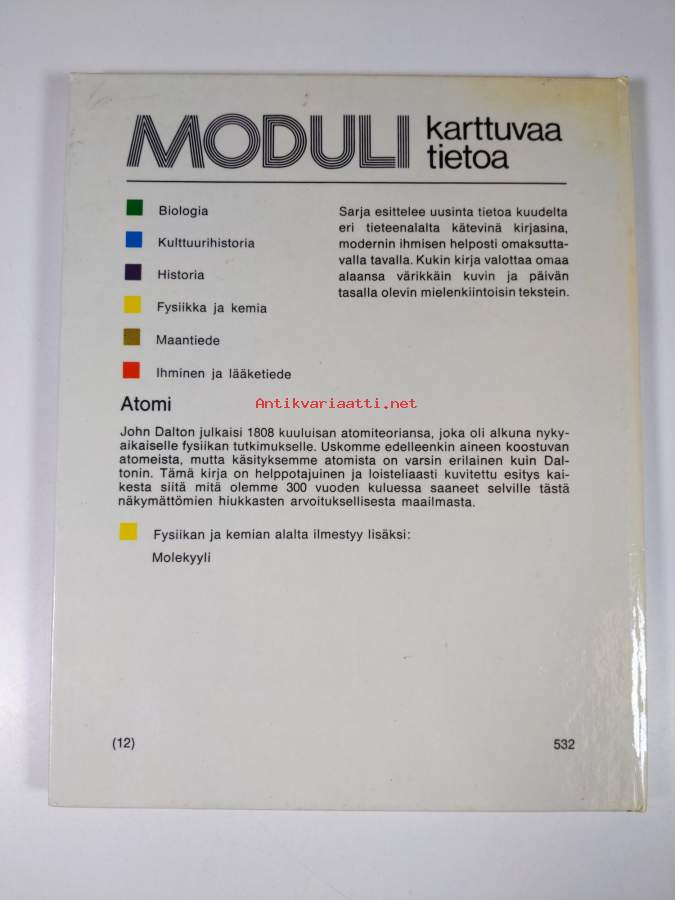 MODULI karttuvaa
tietoa
Biologia
Kulttuurihistoria
Historia
Fysiikka ja kemia
Maantiede
Ihminen ja lääketiede
Sarja esittelee uusinta tietoa kuudelta
eri tieteenalalta kätevinä kirjasina,
modernin ihmisen helposti omaksutta-
valla tavalla. Kukin kirja valottaa omaa
alaansa värikkäin kuvin ja päivän
tasalla olevin mielenkiintoisin tekstein.
Antikvariaatti.net
Atomi
John Dalton julkaisi 1808 kuuluisan atomiteoriansa, joka oli alkuna nyky-
aikaiselle fysiikan tutkimukselle. Uskomme edelleenkin aineen koostuvan
atomeista, mutta käsityksemme atomista on varsin erilainen kuin Dal-
tonin. Tämä kirja on helppotajuinen ja loisteliaasti kuvitettu esitys kai-
kesta siitä mitä olemme 300 vuoden kuluessa saaneet selville tästä
näkymättömien hiukkasten arvoituksellisesta maailmasta.
Fysiikan ja kemian alalta ilmestyy lisäksi:
Molekyyli
(12)
532